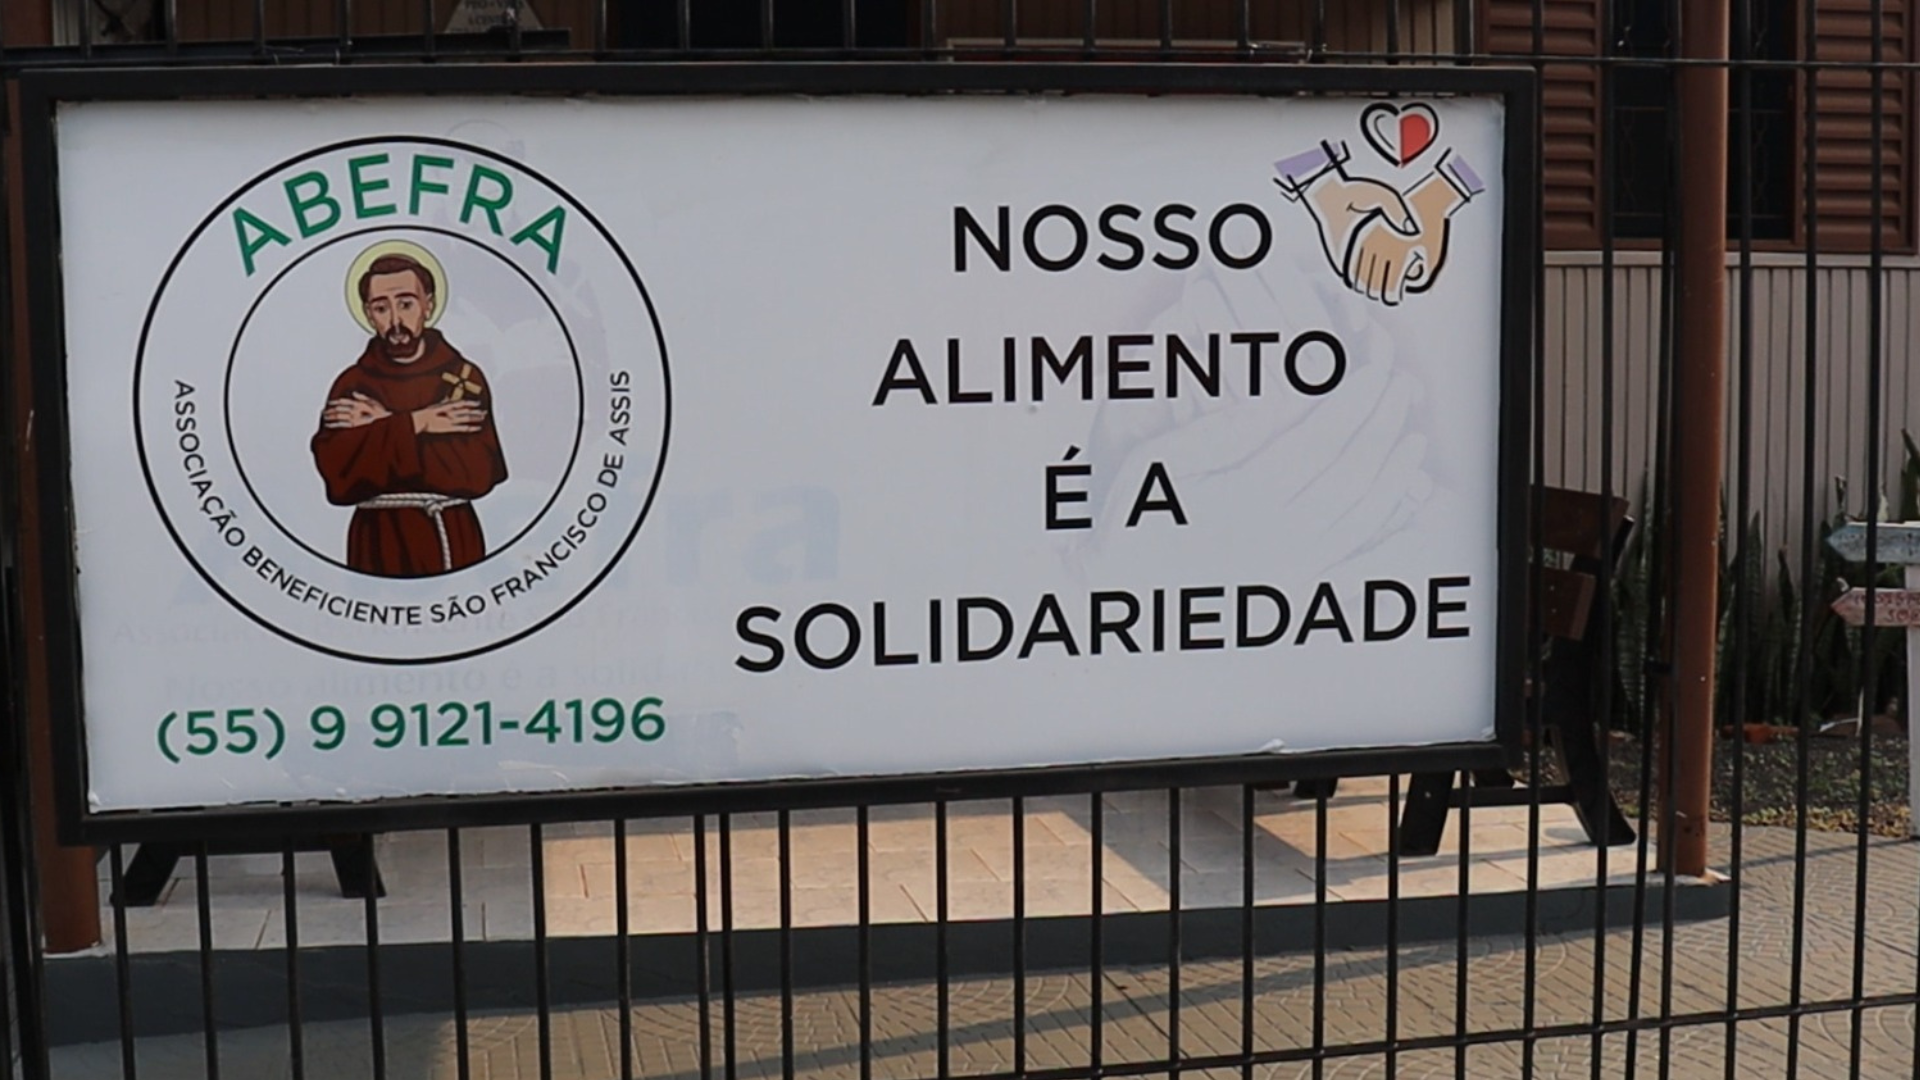 ABEFRA
ASSOCIAÇÃO BENEFICIENTE SÃO FRANCISCO DE ASSIS
(55) 9 9121-4196
NOSSO
ALIMENTO
É A
SOLIDARIEDADE